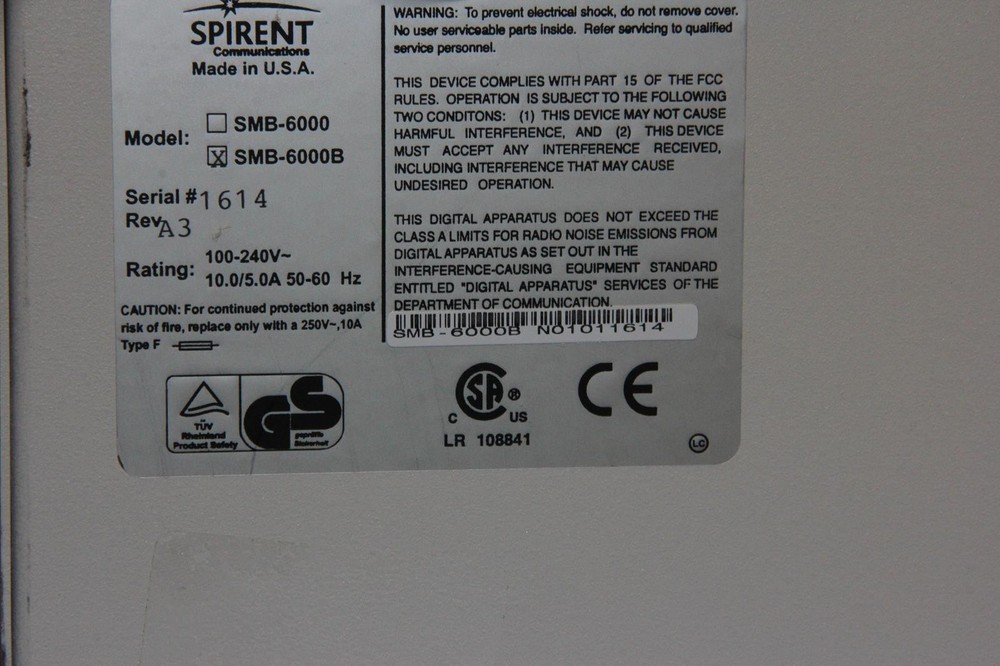 SPIRENT
Communications
Made in U.S.A.
Model: SMB-6000
X SMB-6000B
Serial # 1614
Rev A3
Rating: 100-240V~
10.0/5.0A 50-60 Hz
CAUTION: For continued protection against
risk of fire, replace only with a 250V~,10A
Type F
TÜV
Rheinland
Product Safety
GS
geprüfte
Sicherheit
WARNING: To prevent electrical shock, do not remove cover.
No user serviceable parts inside. Refer servicing to qualified
service personnel.
THIS DEVICE COMPLIES WITH PART 15 OF THE FCC
RULES. OPERATION IS SUBJECT TO THE FOLLOWING
TWO CONDITONS: (1) THIS DEVICE MAY NOT CAUSE
HARMFUL INTERFERENCE, AND (2) THIS DEVICE
MUST ACCEPT ANY INTERFERENCE RECEIVED,
INCLUDING INTERFERENCE THAT MAY CAUSE
UNDESIRED OPERATION.
THIS DIGITAL APPARATUS DOES NOT EXCEED THE
CLASS A LIMITS FOR RADIO NOISE EMISSIONS FROM
DIGITAL APPARATUS AS SET OUT IN THE
INTERFERENCE-CAUSING EQUIPMENT STANDARD
ENTITLED "DIGITAL APPARATUS" SERVICES OF THE
DEPARTMENT OF COMMUNICATION.
SMB-6000B N01011614
C SA ® US
LR 108841
CE
LC